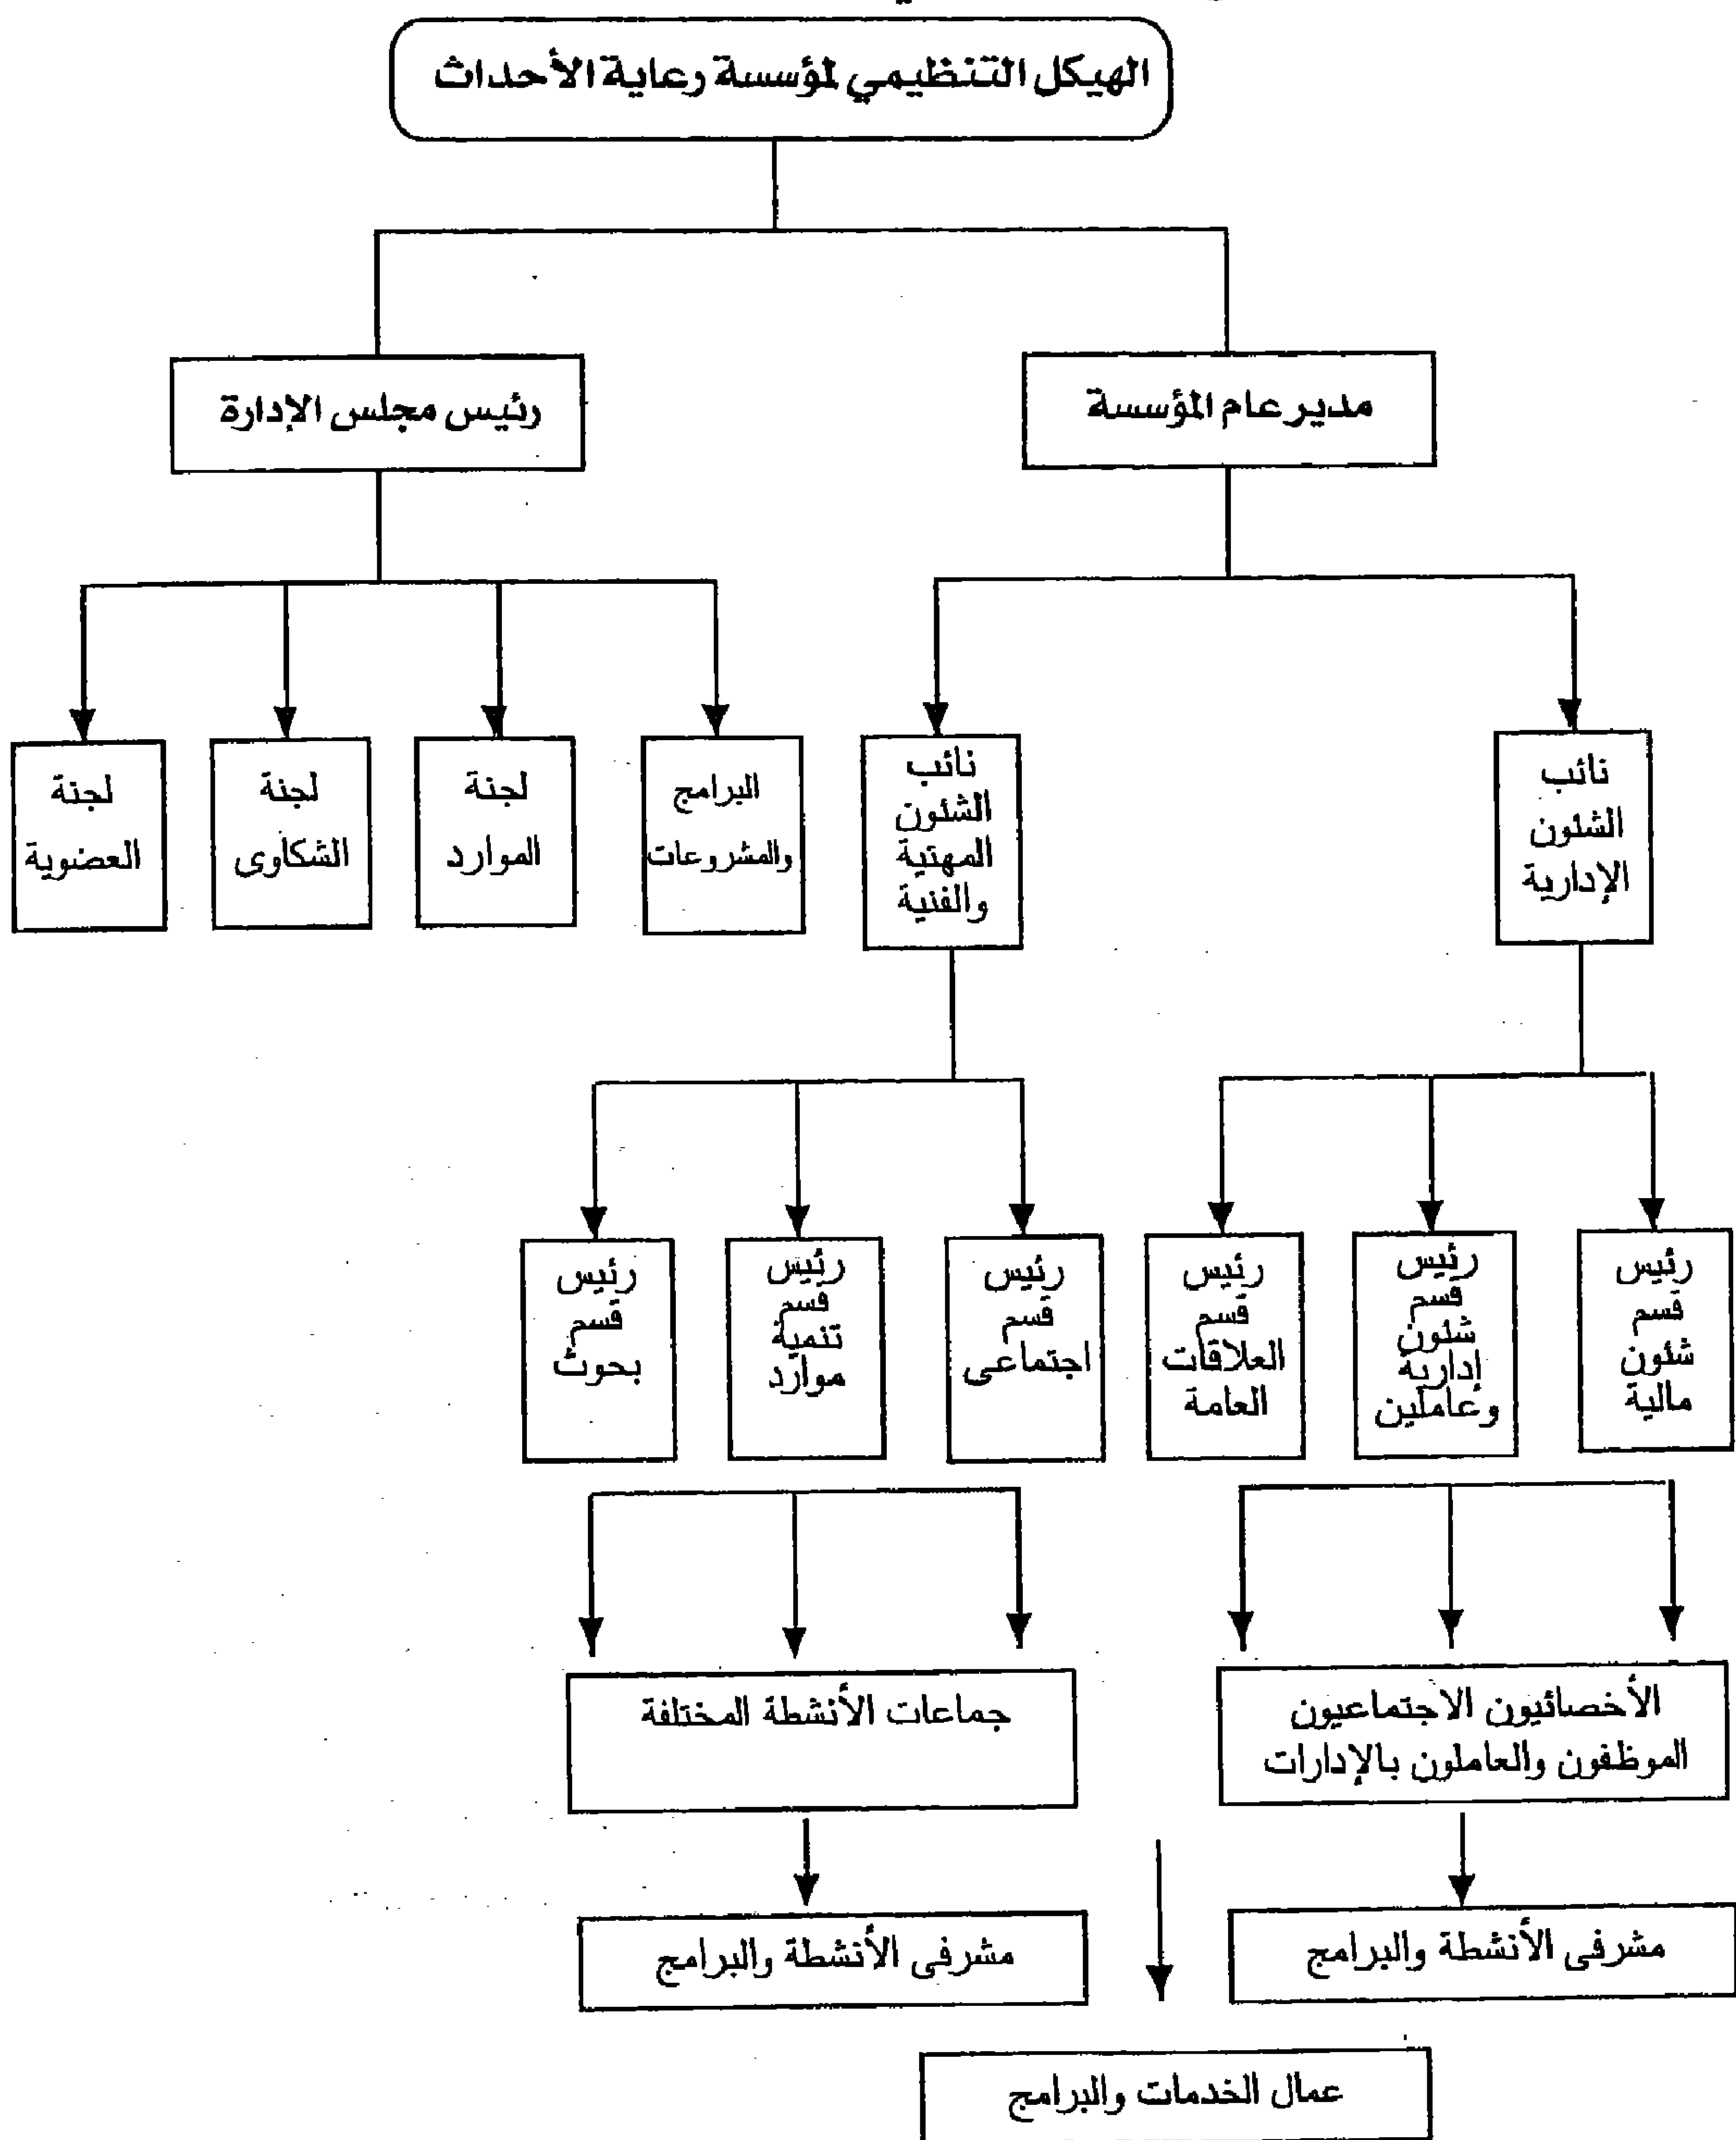 الهيكل التنظيمي لمؤسسة رعاية الأحداث
مدير عام المؤسسة
رئيس مجلس الإدارة
نائب
الشئون
الإدارية
نائب
الشئون
المهتية
والفنية
البرامج
والمشروعات
لجنة
الموارد
لجنة
الشكاوى
لجنة
العضوية
رئيس
قسم
شئون
مالية
رئيس
قسم
شئون
إدارية
وعاملين
رئيس
قسم
العلاقات
العامة
رئيس
قسم
اجتماعى
رئيس
قسم
تنمية
موارد
رئيس
قسم
بحوث
الأخصائيون الاجتماعيون
الموظفون والعاملون بالإدارات
جماعات الأنشطة المختلفة
مشرفى الأنشطة والبرامج
مشرفى الأنشطة والبرامج
عمال الخدمات والبرامج